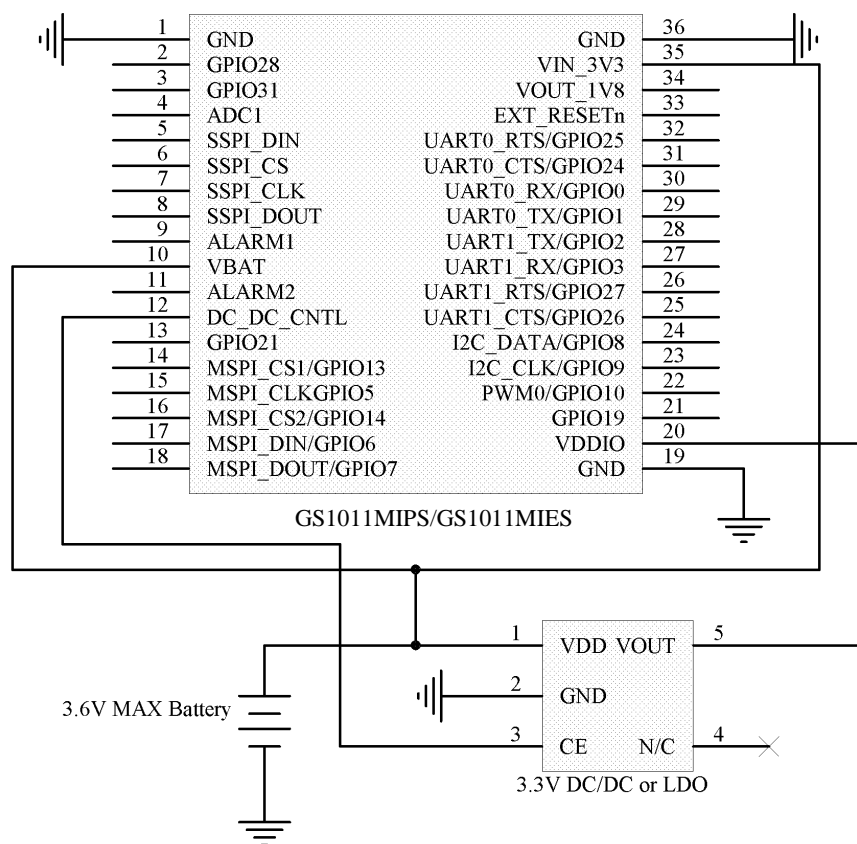 1 GND GND 36
2 GPIO28 VIN_3V3 35
3 GPIO31 VOUT_1V8 34
4 ADC1 EXT_RESETn 33
5 SSPI_DIN UART0_RTS/GPIO25 32
6 SSPI_CS UART0_CTS/GPIO24 31
7 SSPI_CLK UART0_RX/GPIO0 30
8 SSPI_DOUT UART0_TX/GPIO1 29
9 ALARM1 UART1_TX/GPIO2 28
10 VBAT UART1_RX/GPIO3 27
11 ALARM2 UART1_RTS/GPIO27 26
12 DC_DC_CNTL UART1_CTS/GPIO26 25
13 GPIO21 I2C_DATA/GPIO8 24
14 MSPI_CS1/GPIO13 I2C_CLK/GPIO9 23
15 MSPI_CLKGPIO5 PWM0/GPIO10 22
16 MSPI_CS2/GPIO14 GPIO19 21
17 MSPI_DIN/GPIO6 VDDIO 20
18 MSPI_DOUT/GPIO7 GND 19
GS1011MIPS/GS1011MIES
1 VDD VOUT 5
2 GND
3.6V MAX Battery
3 CE N/C 4
3.3V DC/DC or LDO